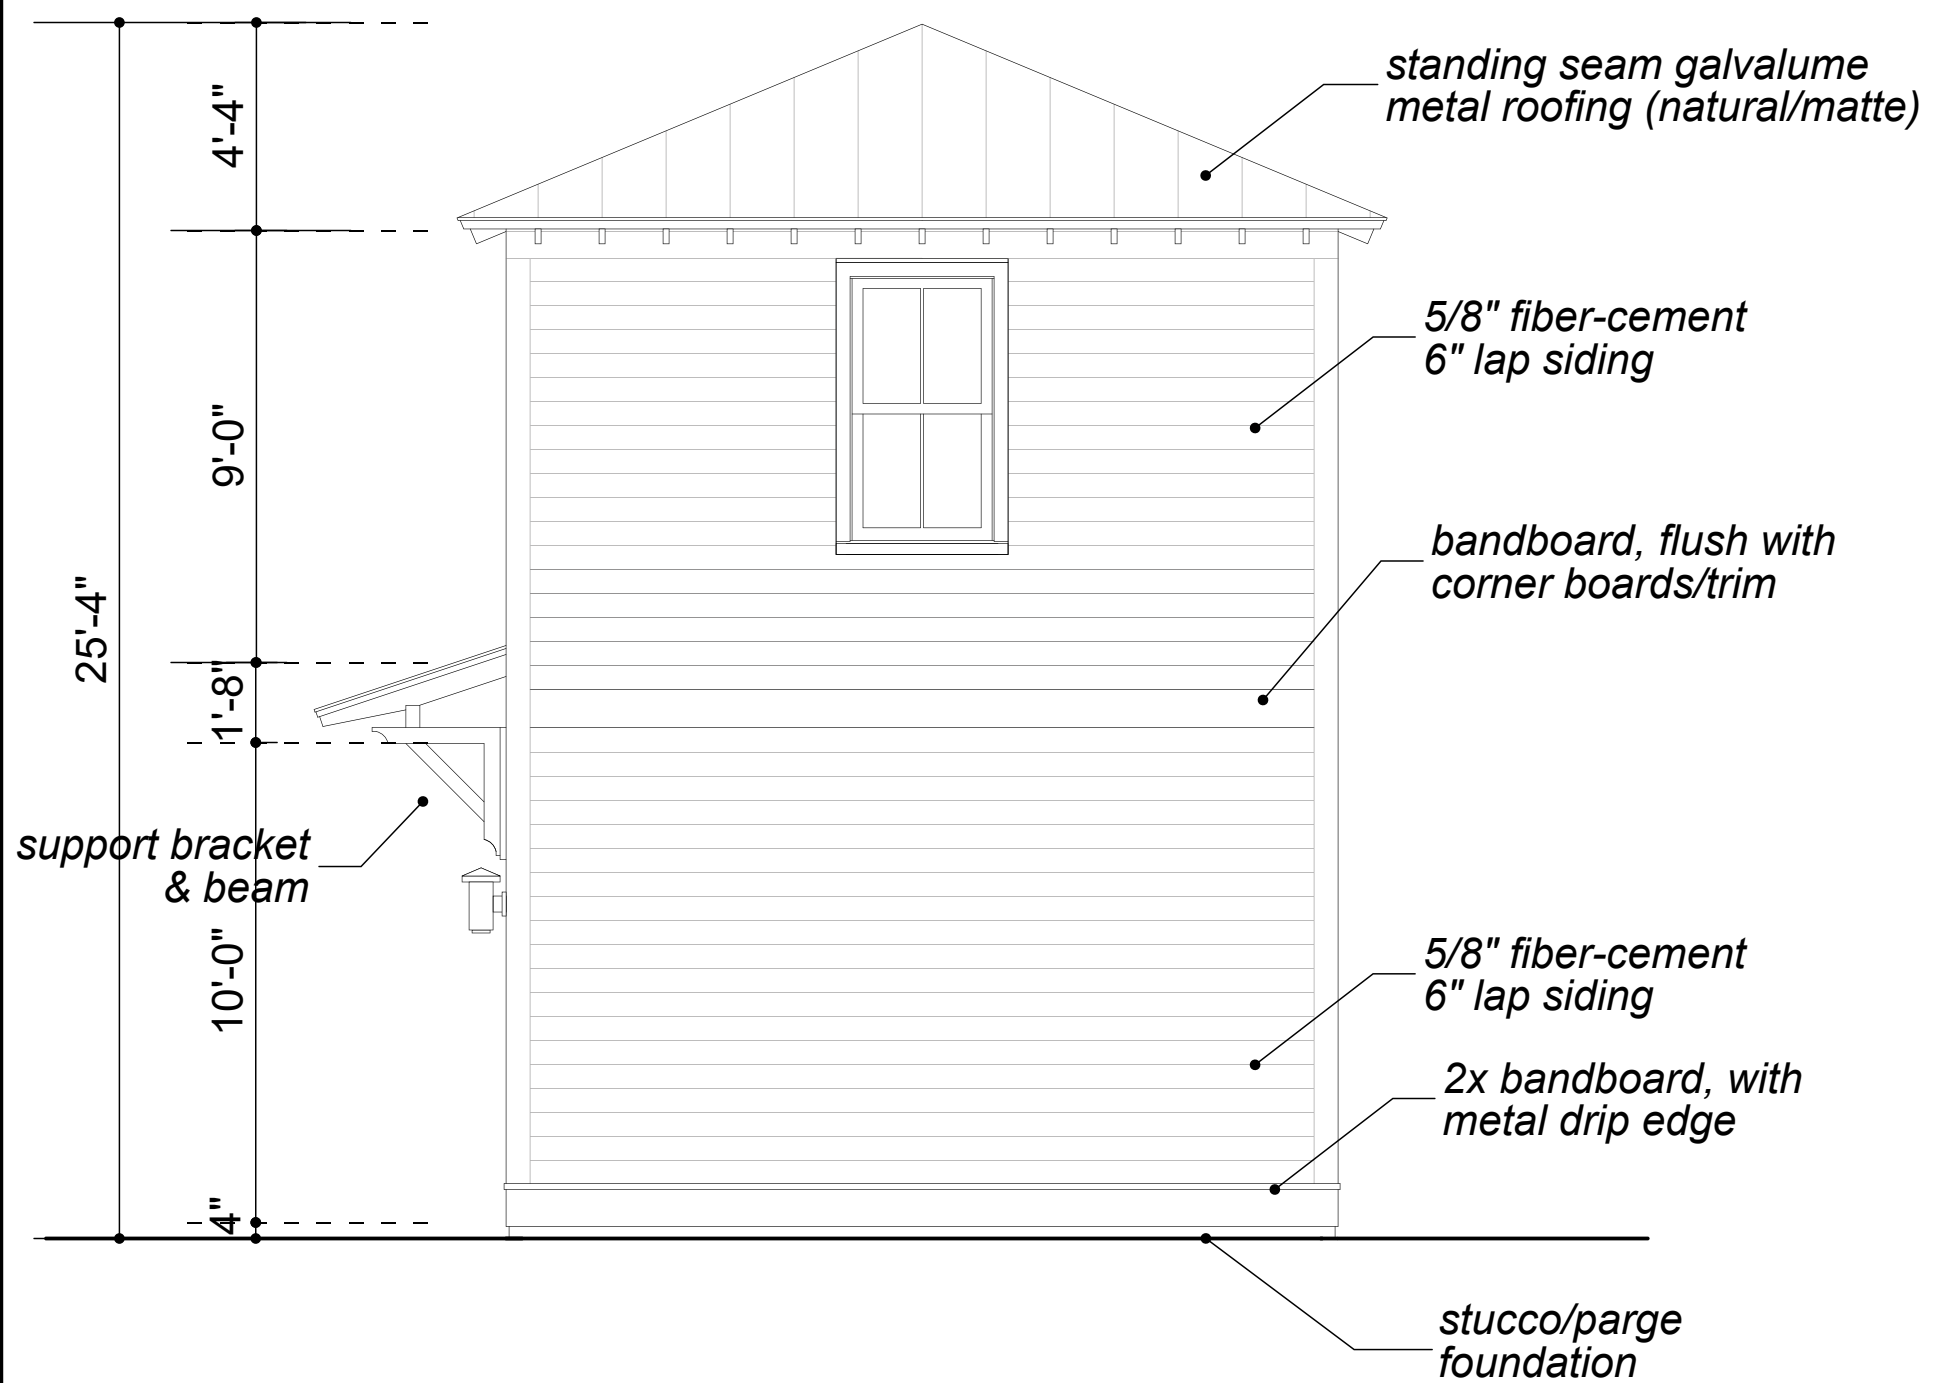 standing seam galvalume
metal roofing (natural/matte)
4'-4"
5/8" fiber-cement
6" lap siding
9'-0"
bandboard, flush with
corner boards/trim
25'-4"
1'-8"
support bracket
& beam
10'-0"
5/8" fiber-cement
6" lap siding
2x bandboard, with
metal drip edge
4"
stucco/parge
foundation